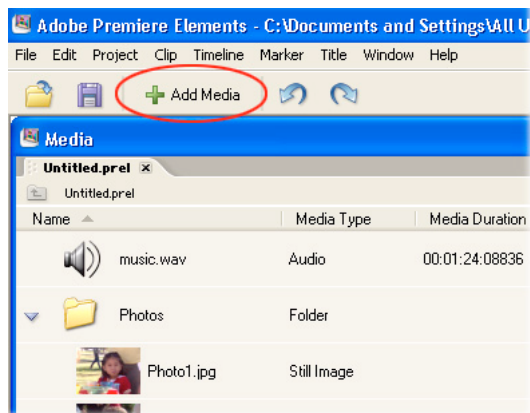 Adobe Premiere Elements - C:\Documents and Settings\All U
File Edit Project Clip Timeline Marker Title Window Help
Add Media
Media
Untitled.prel x
Untitled.prel
Name Media Type Media Duration
music.wav Audio 00:01:24:08836
Photos Folder
Photo1.jpg Still Image